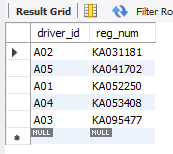 Result Grid Filter Ro
driver_id reg_num
A02 KA031181
A05 KA041702
A01 KA052250
A04 KA053408
A03 KA095477
NULL NULL